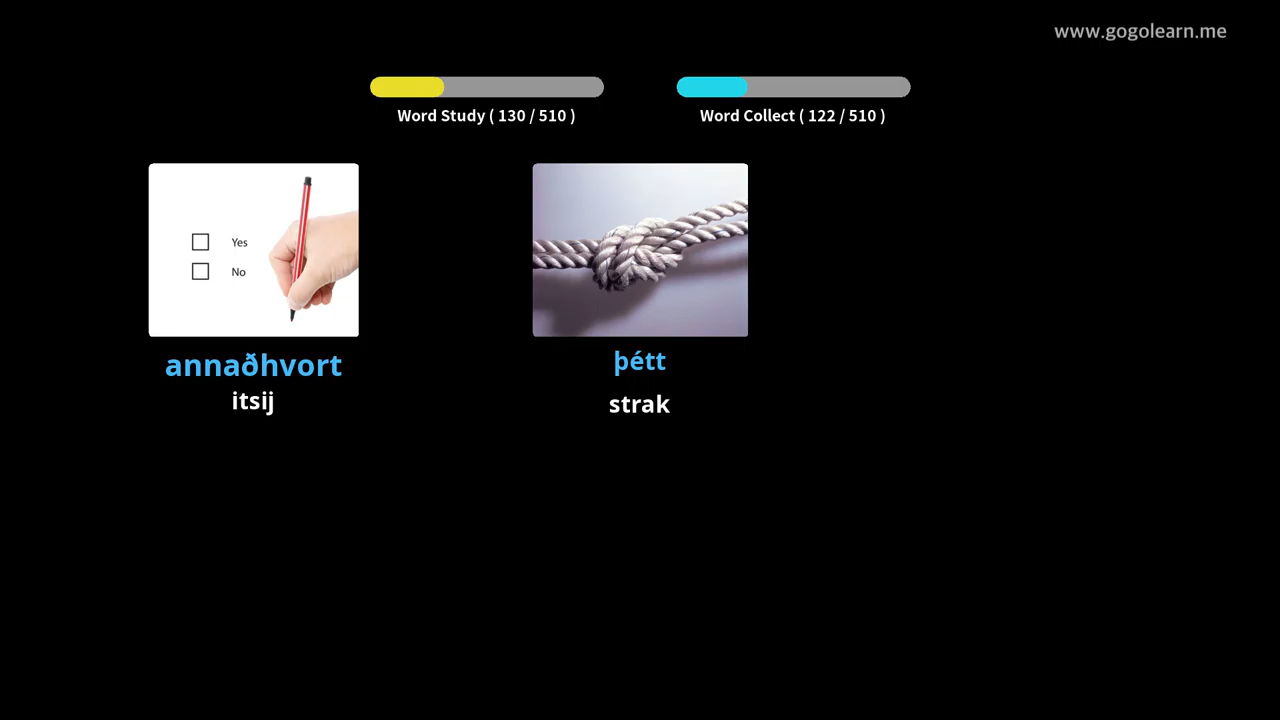 www.gogolearn.me
Word Study ( 130 / 510 )
Word Collect ( 122 / 510 )
Yes
No
annaðhvort
itsij
þétt
strak